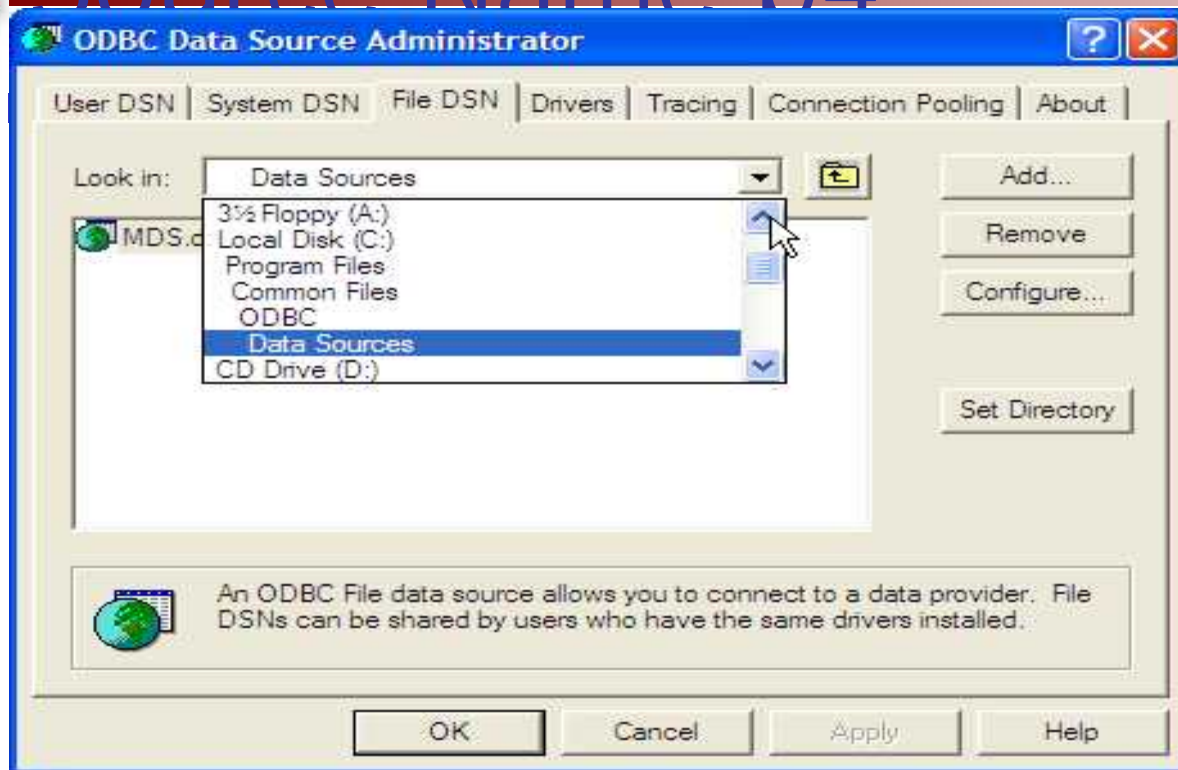 ODBC Data Source Administrator
User DSN System DSN File DSN Drivers Tracing Connection Pooling About
Look in: Data Sources Add...
3½ Floppy (A:)
Local Disk (C:)
Program Files
Common Files
ODBC
Data Sources
CD Drive (D:)
Remove
Configure...
Set Directory
An ODBC File data source allows you to connect to a data provider. File
DSNs can be shared by users who have the same drivers installed.
OK Cancel Apply Help